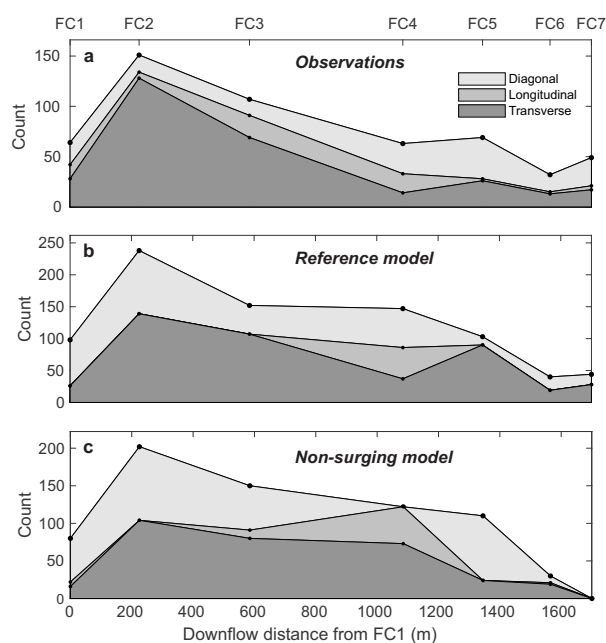 FC1 FC2 FC3 FC4 FC5 FC6 FC7
a
Observations
Diagonal
Longitudinal
Transverse
150
100
50
0
Count
b
Reference model
250
200
150
100
50
0
Count
c
Non-surging model
200
150
100
50
0
Count
0 200 400 600 800 1000 1200 1400 1600
Downflow distance from FC1 (m)